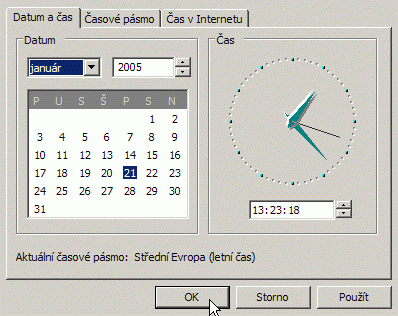 Datum a čas Časové pásmo Čas v Internetu
Datum Čas
január 2005
P U S Š P S N
1 2
3 4 5 6 7 8 9
10 11 12 13 14 15 16
17 18 19 20 21 22 23
24 25 26 27 28 29 30
31
13:23:18
Aktuální časové pásmo: Střední Evropa (letní čas)
OK Storno Použít